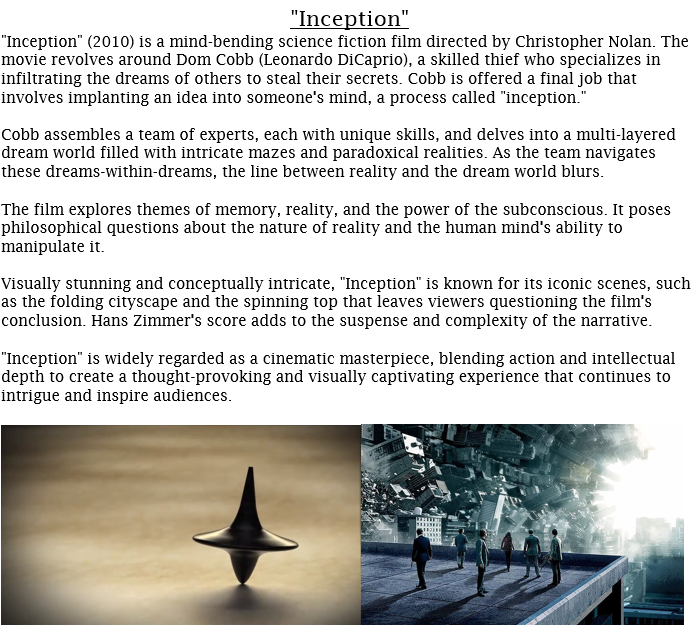 "Inception"
"Inception" (2010) is a mind-bending science fiction film directed by Christopher Nolan. The
movie revolves around Dom Cobb (Leonardo DiCaprio), a skilled thief who specializes in
infiltrating the dreams of others to steal their secrets. Cobb is offered a final job that
involves implanting an idea into someone's mind, a process called "inception."
Cobb assembles a team of experts, each with unique skills, and delves into a multi-layered
dream world filled with intricate mazes and paradoxical realities. As the team navigates
these dreams-within-dreams, the line between reality and the dream world blurs.
The film explores themes of memory, reality, and the power of the subconscious. It poses
philosophical questions about the nature of reality and the human mind's ability to
manipulate it.
Visually stunning and conceptually intricate, "Inception" is known for its iconic scenes, such
as the folding cityscape and the spinning top that leaves viewers questioning the film's
conclusion. Hans Zimmer's score adds to the suspense and complexity of the narrative.
"Inception" is widely regarded as a cinematic masterpiece, blending action and intellectual
depth to create a thought-provoking and visually captivating experience that continues to
intrigue and inspire audiences.